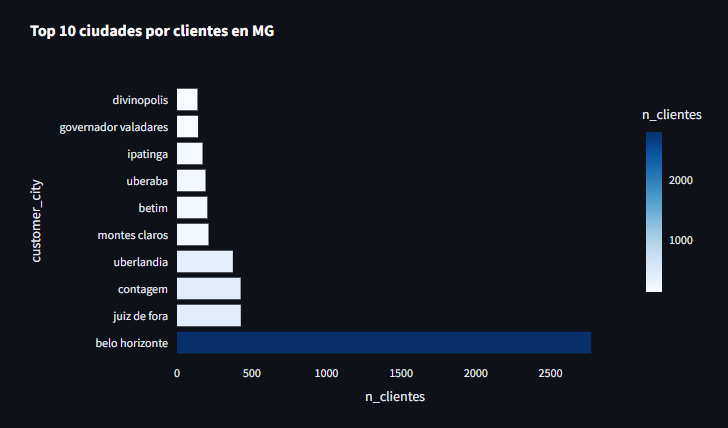 Top 10 ciudades por clientes en MG
customer_city
divinopolis
governador valadares
ipatinga
uberaba
betim
montes claros
uberlandia
contagem
juiz de fora
belo horizonte
0 500 1000 1500 2000 2500
n_clientes
n_clientes
2000
1000